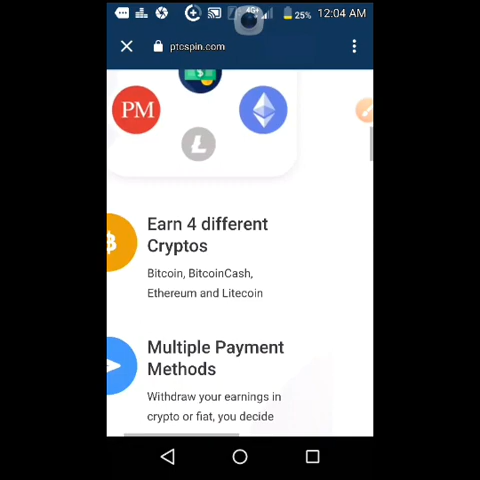 4G
25% 12:04 AM
ptcspin.com
PM
Earn 4 different
Cryptos
Bitcoin, BitcoinCash,
Ethereum and Litecoin
Multiple Payment
Methods
Withdraw your earnings in
crypto or fiat, you decide